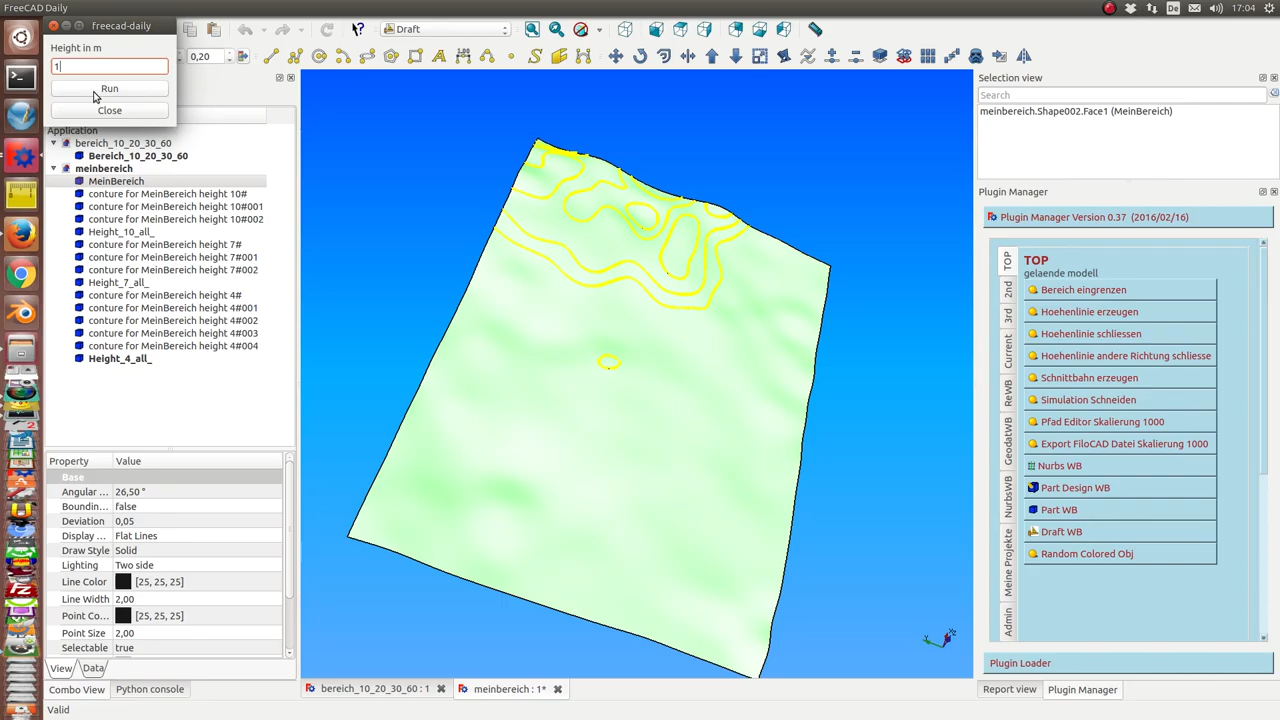 FreeCAD Daily
De
17:04
freecad-daily
Height in m
1
Run
Close
Draft
0,20
Application
bereich_10_20_30_60
Bereich_10_20_30_60
meinbereich
MeinBereich
conture for MeinBereich height 10#
conture for MeinBereich height 10#001
conture for MeinBereich height 10#002
Height_10_all_
conture for MeinBereich height 7#
conture for MeinBereich height 7#001
conture for MeinBereich height 7#002
Height_7_all_
conture for MeinBereich height 4#
conture for MeinBereich height 4#001
conture for MeinBereich height 4#002
conture for MeinBereich height 4#003
conture for MeinBereich height 4#004
Height_4_all_
Property Value
Base
Angular ... 26,50 °
Boundin... false
Deviation 0,05
Display ... Flat Lines
Draw Style Solid
Lighting Two side
Line Color [25, 25, 25]
Line Width 2,00
Point Co... [25, 25, 25]
Point Size 2,00
Selectable true
View Data
Combo View Python console
Valid
bereich_10_20_30_60 : 1
meinbereich : 1*
Selection view
Search
meinbereich.Shape002.Face1 (MeinBereich)
Plugin Manager
Plugin Manager Version 0.37 (2016/02/16)
TOP
2nd
3rd
Current
ReWB
GeodatWB
NurbsWB
Meine Projekte
Admin
TOP
gelaende modell
Bereich eingrenzen
Hoehenlinie erzeugen
Hoehenlinie schliessen
Hoehenlinie andere Richtung schliesse
Schnittbahn erzeugen
Simulation Schneiden
Pfad Editor Skalierung 1000
Export FiloCAD Datei Skalierung 1000
Nurbs WB
Part Design WB
Part WB
Draft WB
Random Colored Obj
Plugin Loader
Report view Plugin Manager